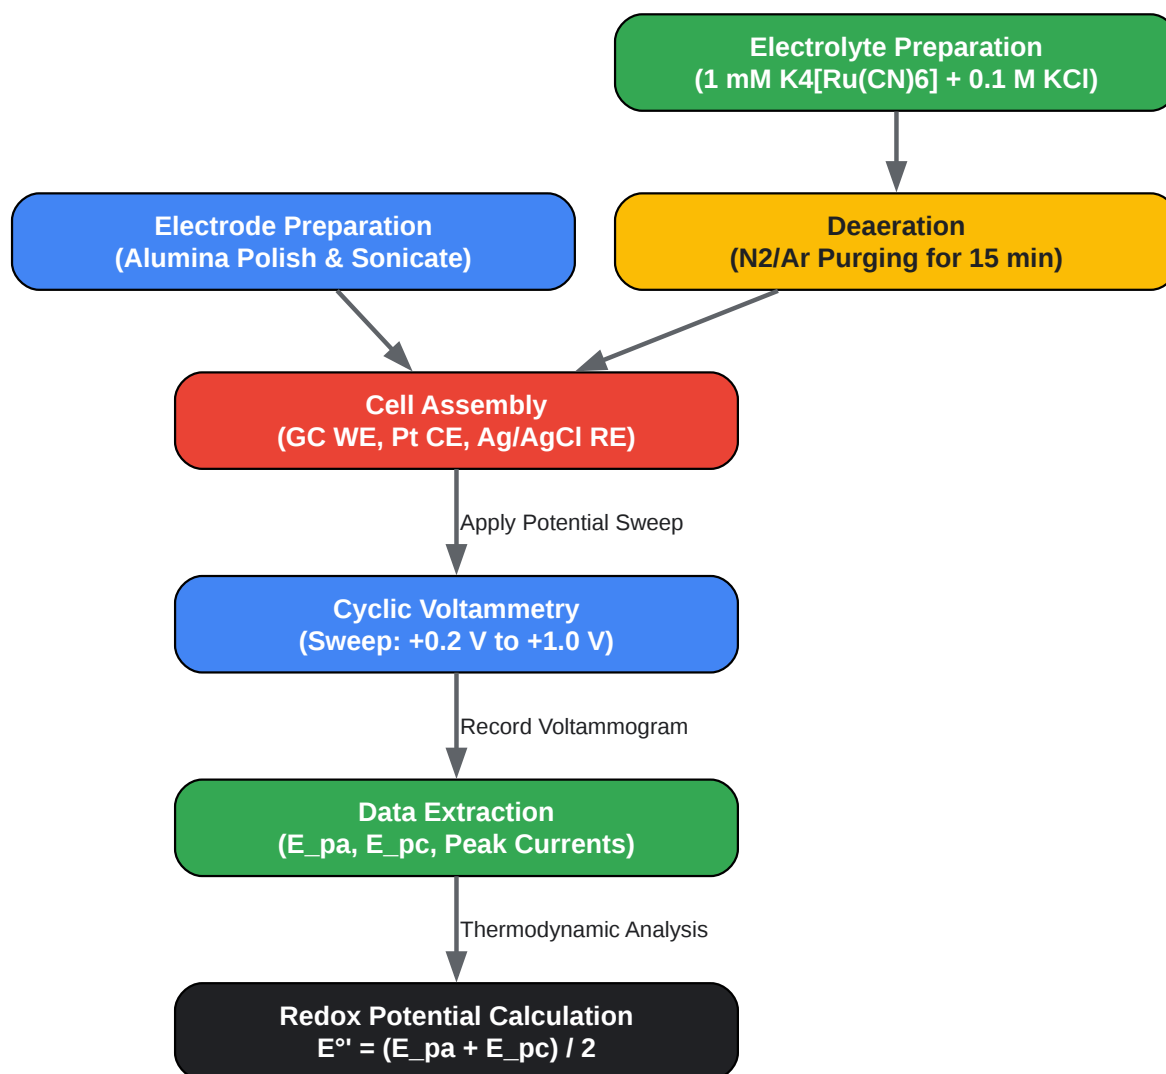 Electrolyte Preparation
(1 mM K4[Ru(CN)6] + 0.1 M KCl)
Electrode Preparation
(Alumina Polish & Sonicate)
Deaeration
(N2/Ar Purging for 15 min)
Cell Assembly
(GC WE, Pt CE, Ag/AgCl RE)
Apply Potential Sweep
Cyclic Voltammetry
(Sweep: +0.2 V to +1.0 V)
Record Voltammogram
Data Extraction
(E_pa, E_pc, Peak Currents)
Thermodynamic Analysis
Redox Potential Calculation
E°' = (E_pa + E_pc) / 2